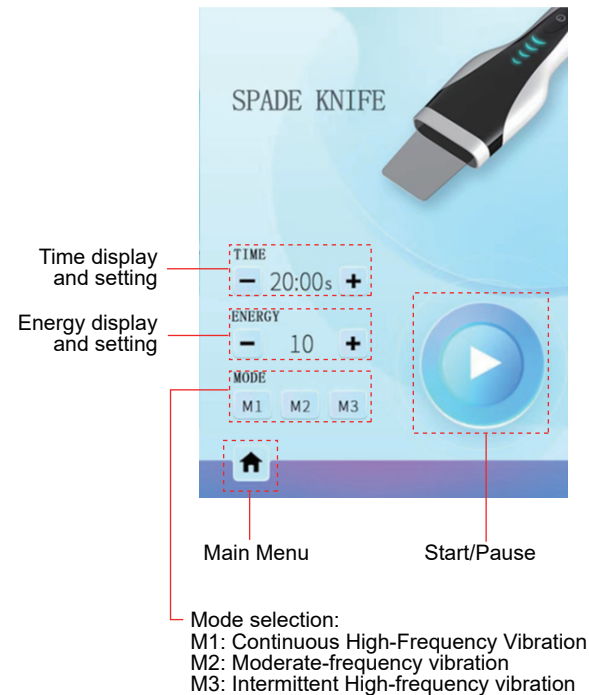 SPADE KNIFE
Time display
and setting
TIME
20:00s
Energy display
and setting
ENERGY
10
MODE
M1 M2 M3
Main Menu
Start/Pause
Mode selection:
M1: Continuous High-Frequency Vibration
M2: Moderate-frequency vibration
M3: Intermittent High-frequency vibration